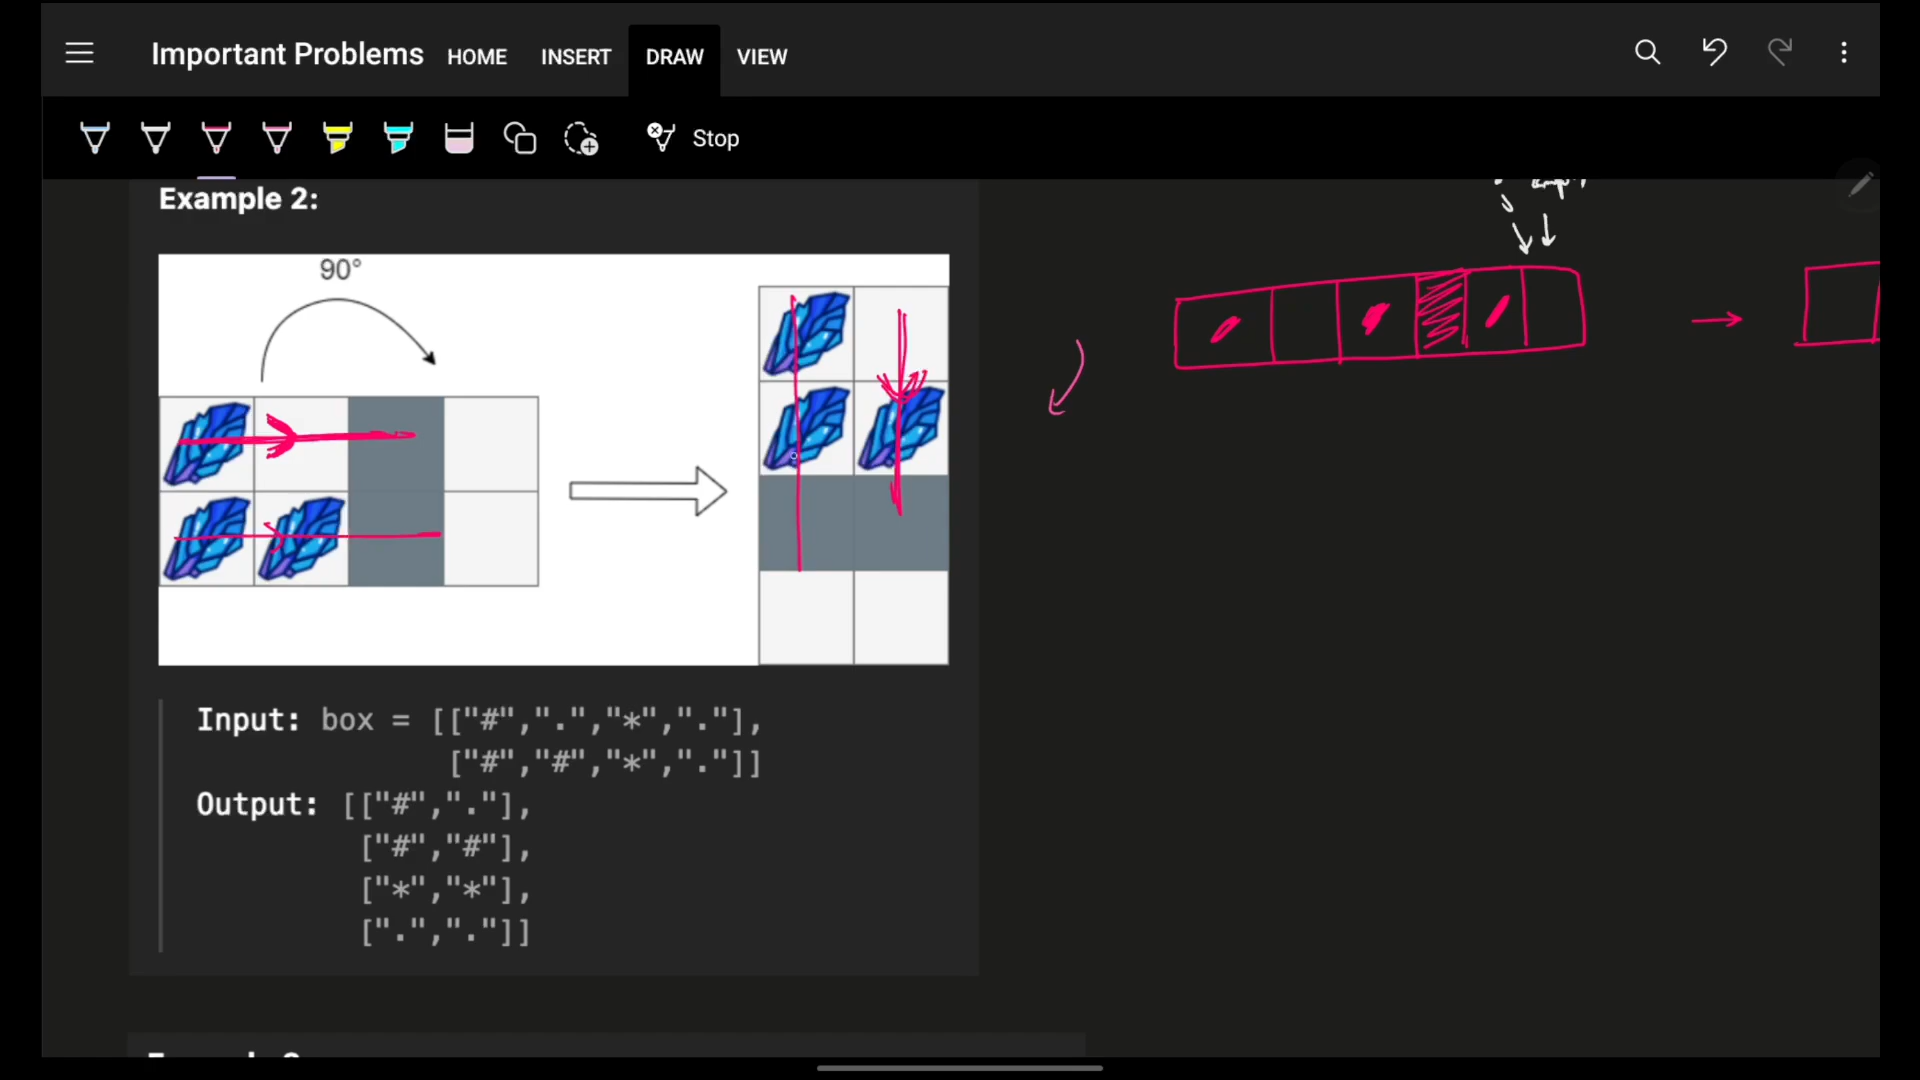 Important Problems HOME INSERT DRAW VIEW
Stop
Example 2:
90°
Input: box = [["#",".","*","."],
["#","#","*","."]]
Output: [["#","."],
["#","#"],
["*","*"],
[".","."]]